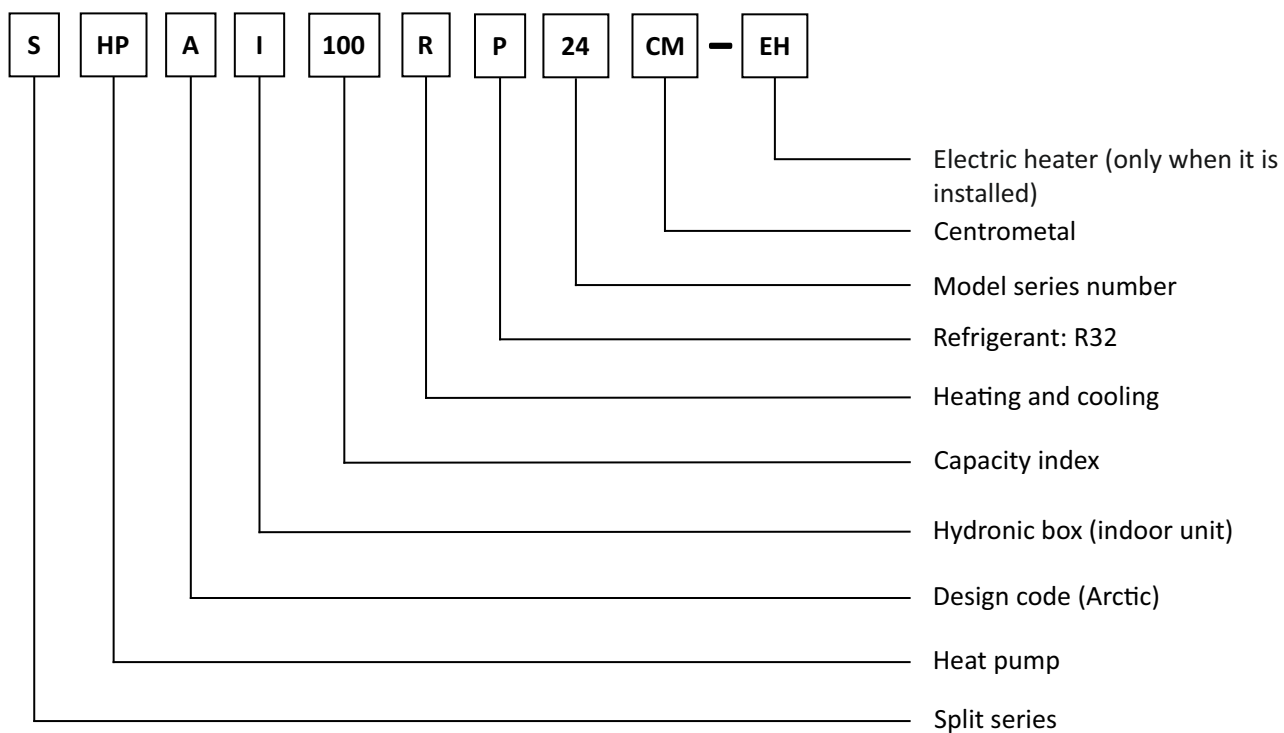 S HP A I 100 R P 24 CM – EH
Electric heater (only when it is
installed)
Centrometal
Model series number
Refrigerant: R32
Heating and cooling
Capacity index
Hydronic box (indoor unit)
Design code (Arctic)
Heat pump
Split series